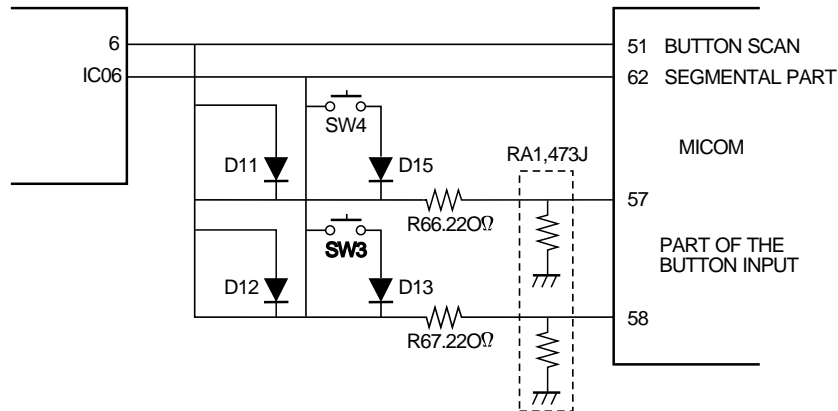 6
51 BUTTON SCAN
IC06
62 SEGMENTAL PART
SW4
D11
D15
RA1,473J
MICOM
R66.22OΩ
57
SW3
PART OF THE
BUTTON INPUT
D12
D13
R67.22OΩ
58